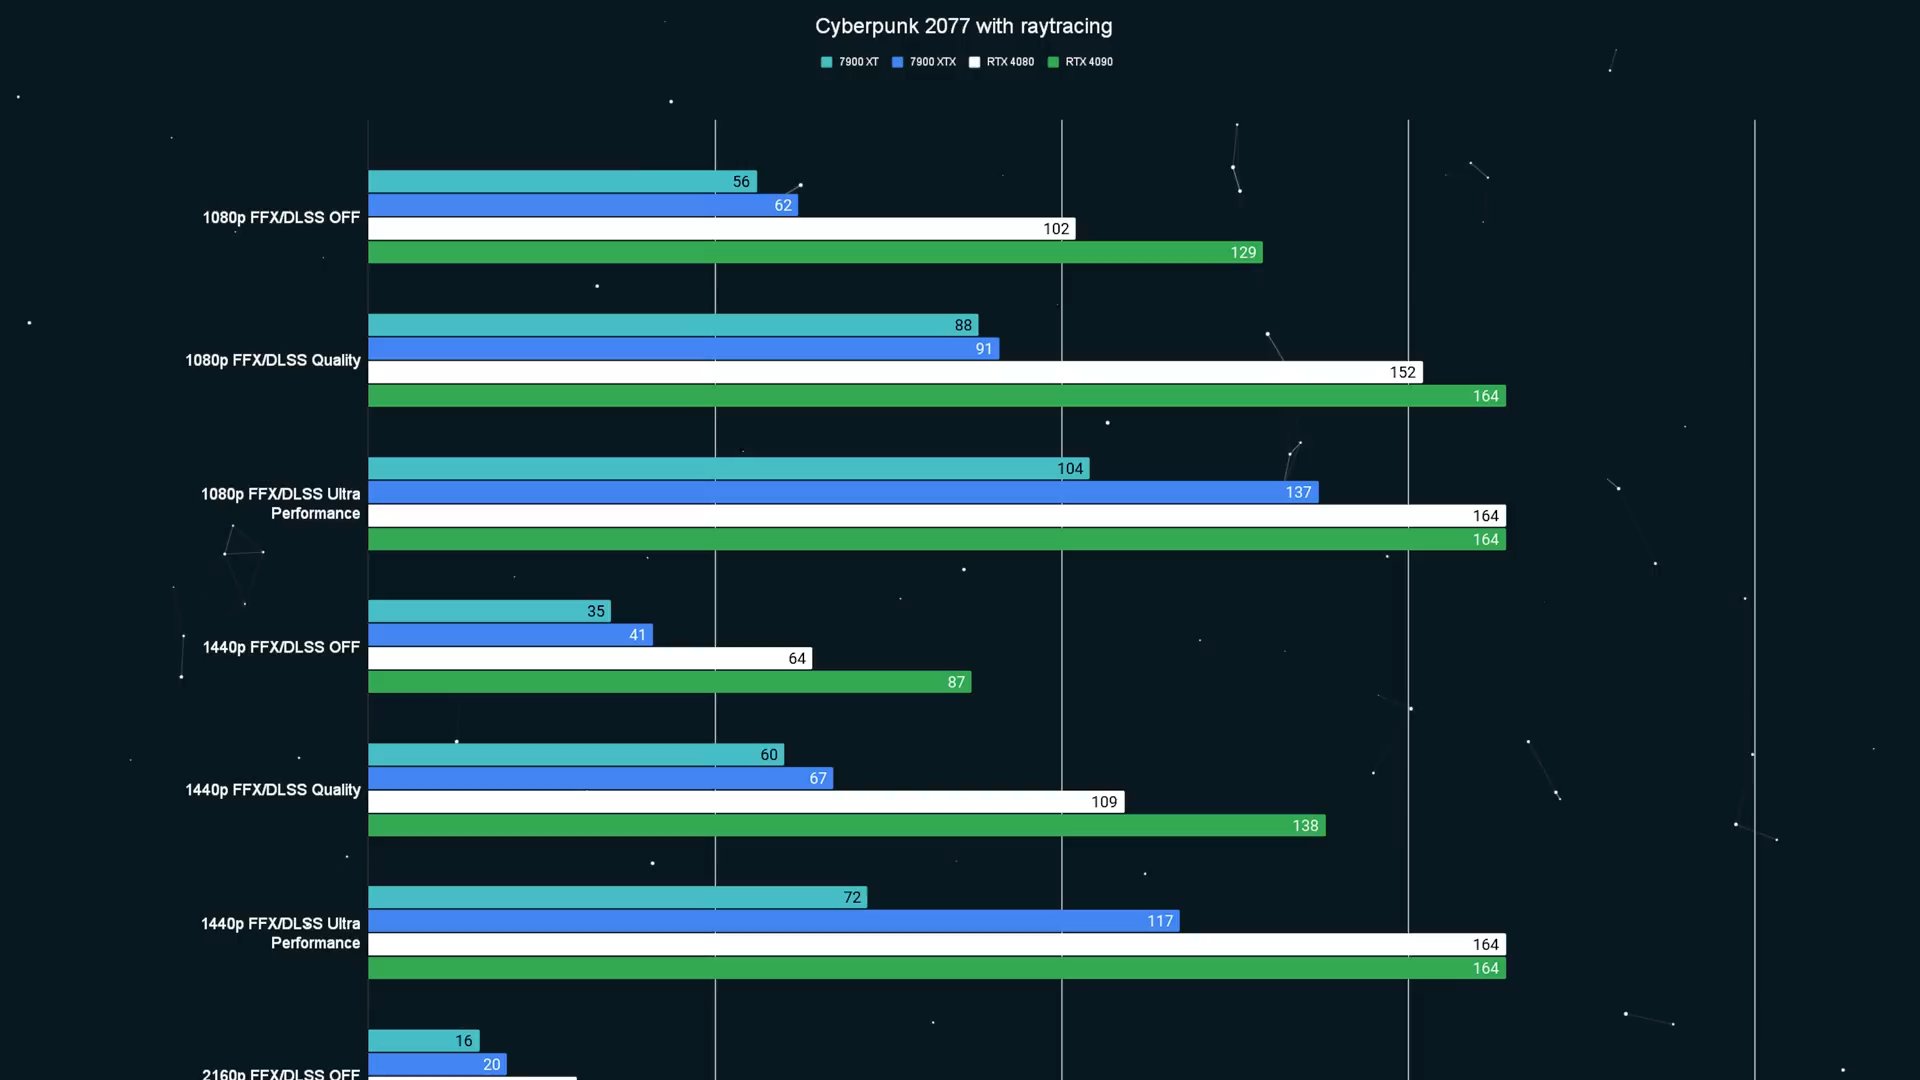 Cyberpunk 2077 with raytracing
7900 XT 7900 XTX RTX 4080 RTX 4090
1080p FFX/DLSS OFF
56
62
102
129
1080p FFX/DLSS Quality
88
91
152
164
1080p FFX/DLSS Ultra
Performance
104
137
164
164
1440p FFX/DLSS OFF
35
41
64
87
1440p FFX/DLSS Quality
60
67
109
138
1440p FFX/DLSS Ultra
Performance
72
117
164
164
2160p FFX/DLSS OFF
16
20